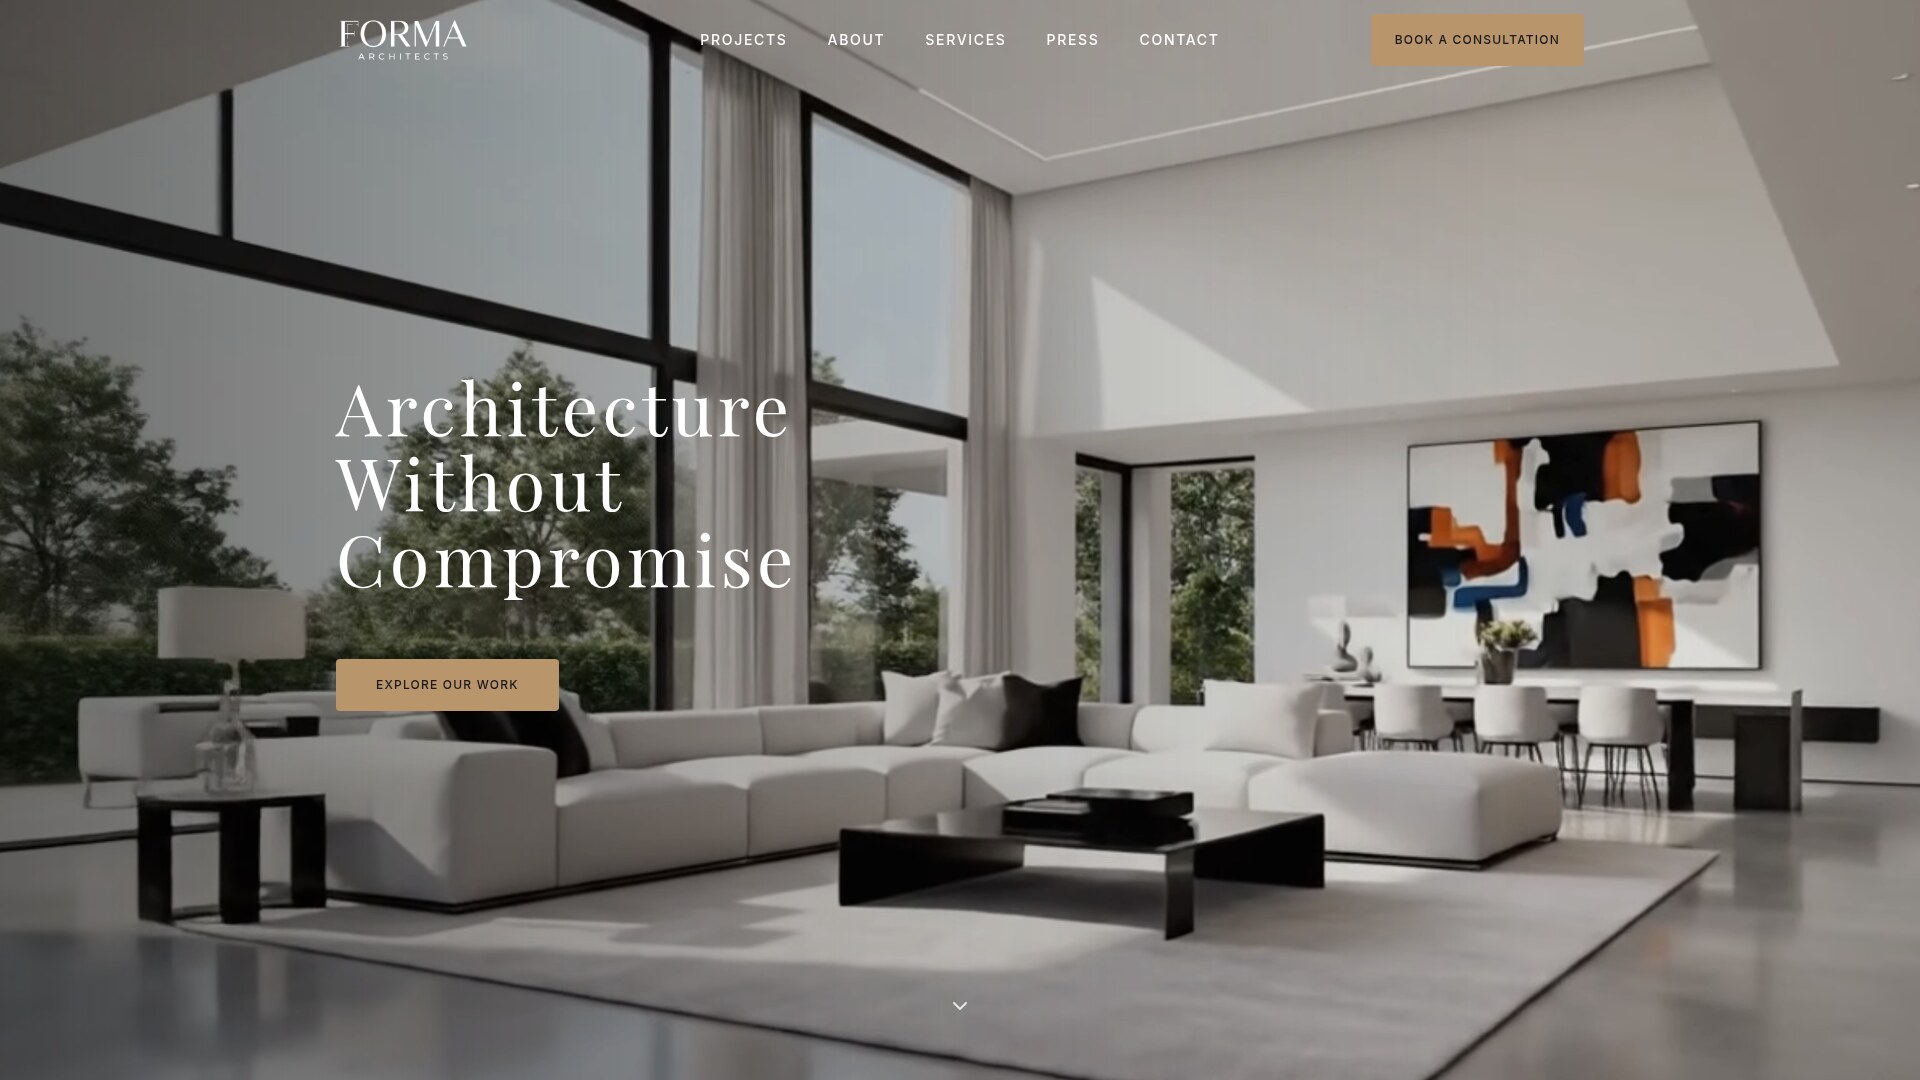 FORMA
ARCHITECTS
PROJECTS
ABOUT
SERVICES
PRESS
CONTACT
BOOK A CONSULTATION
Architecture
Without
Compromise
EXPLORE OUR WORK